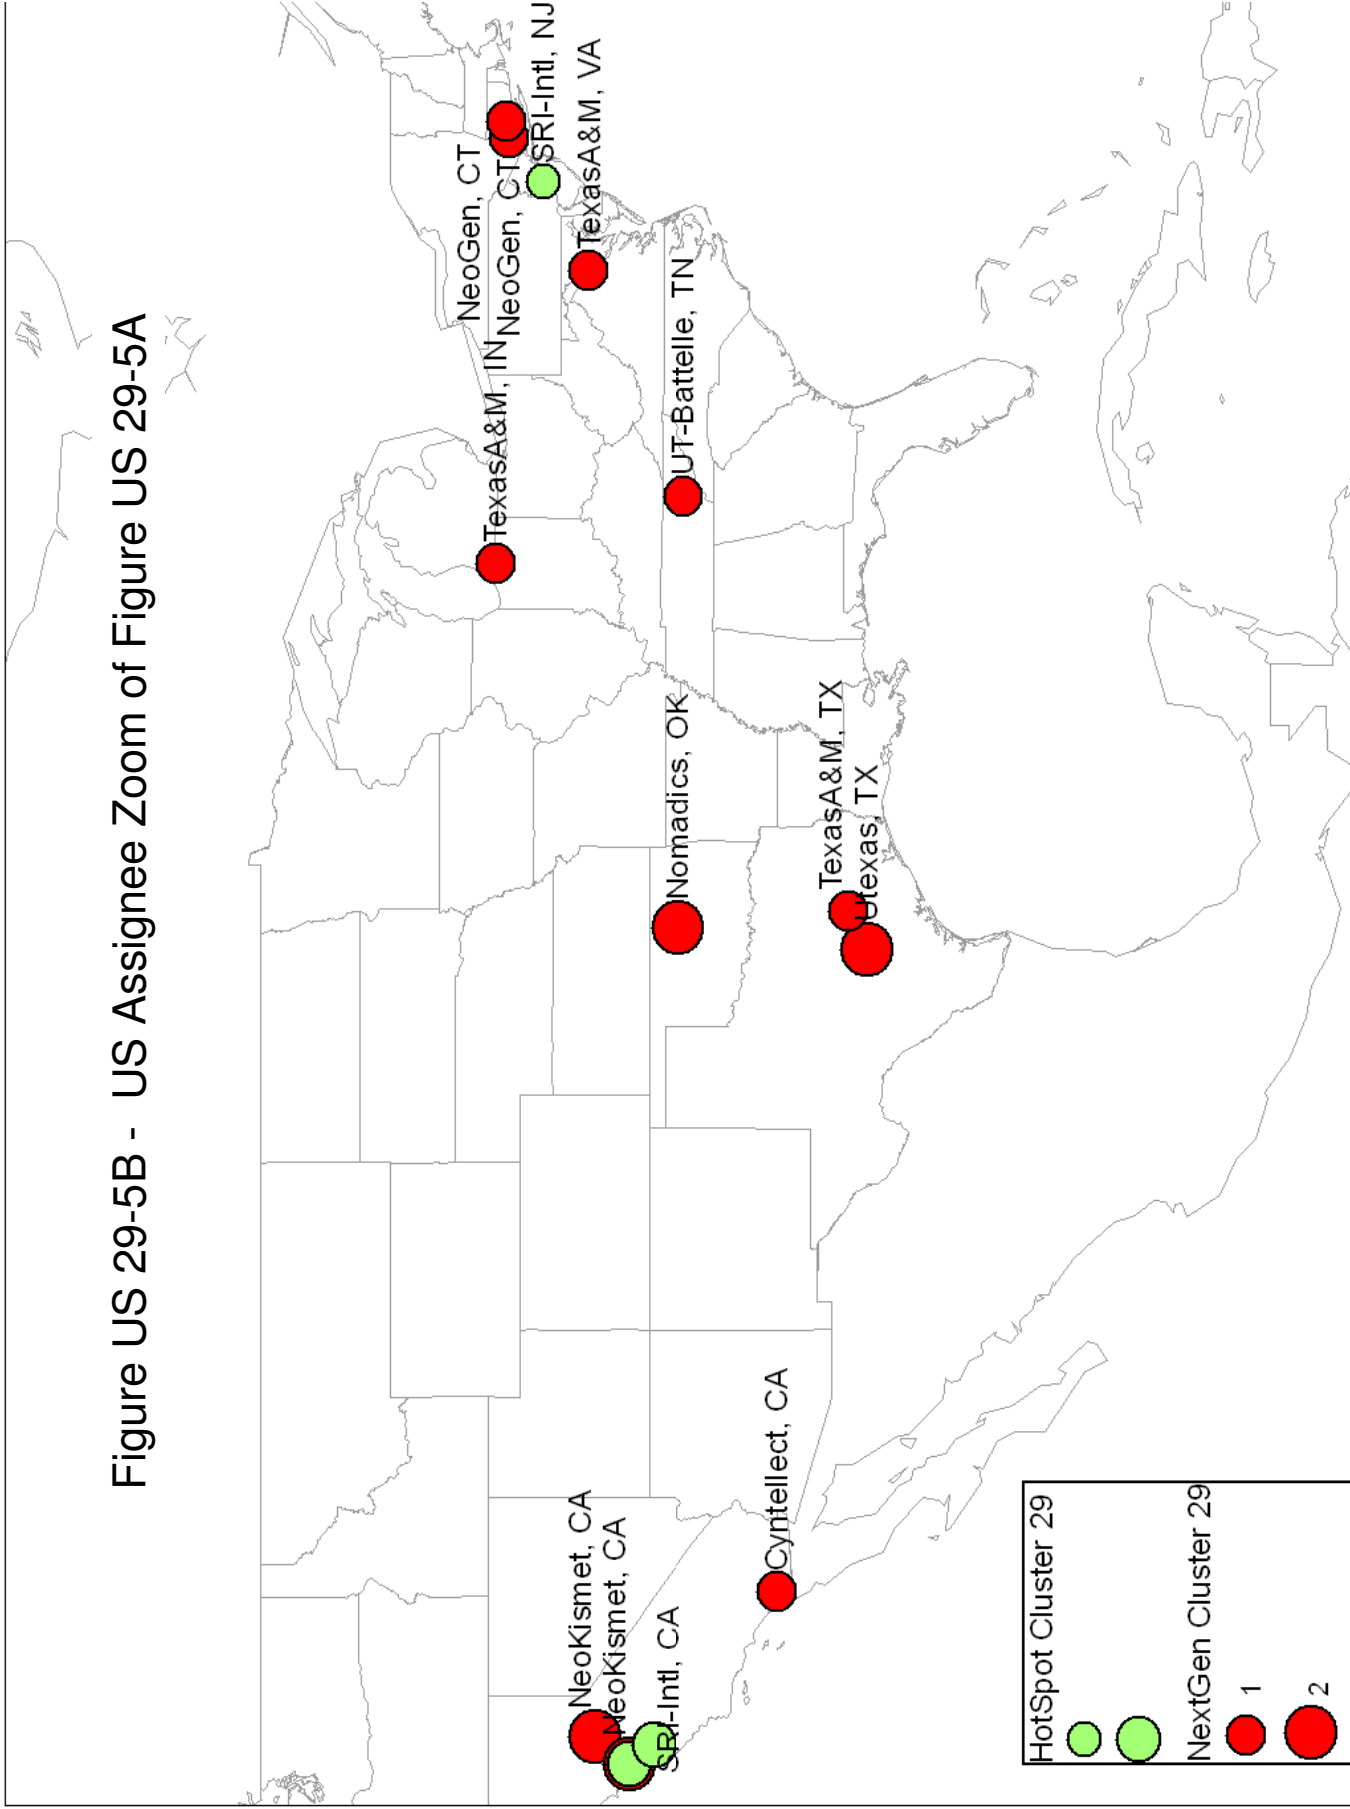 Figure US 29-5B - US Assignee Zoom of Figure US 29-5A
NeoKismet, CA
NeoKismet, CA
SRI-Intl, CA
Cyntellect, CA
Nomadics, OK
TexasA&M, TX
Utexas, TX
TexasA&M, IN
UT-Battelle, TN
NeoGen, CT
NeoGen, CT
SRI-Intl, NJ
TexasA&M, VA
HotSpot Cluster 29
NextGen Cluster 29
1
2